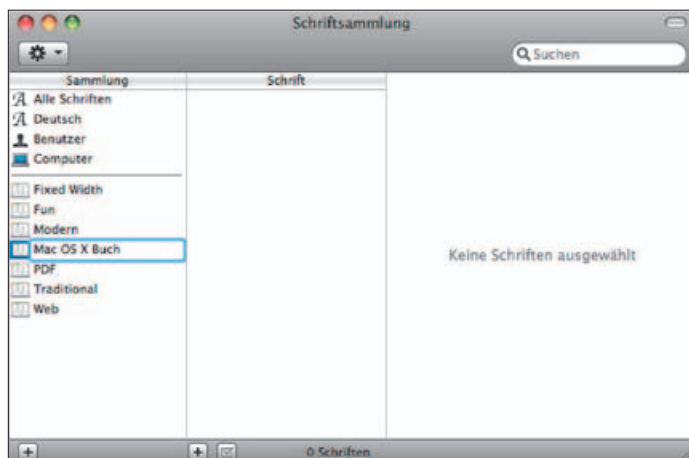 Schriftsammlung
Suchen
Sammlung
Schrift
Alle Schriften
Deutsch
Benutzer
Computer
Fixed Width
Fun
Modern
Mac OS X Buch
PDF
Traditional
Web
Keine Schriften ausgewählt
0 Schriften